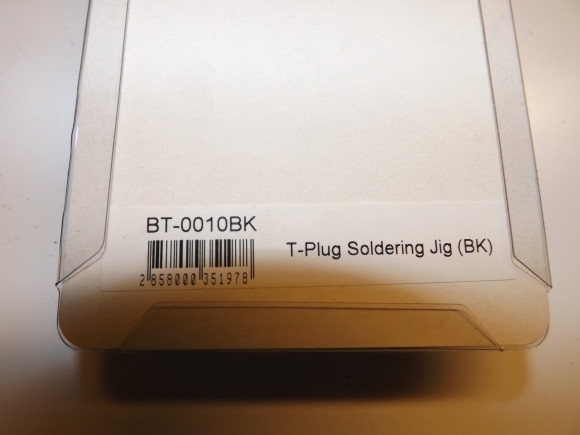 BT-0010BK
T-Plug Soldering Jig (BK)
2 858000 351978